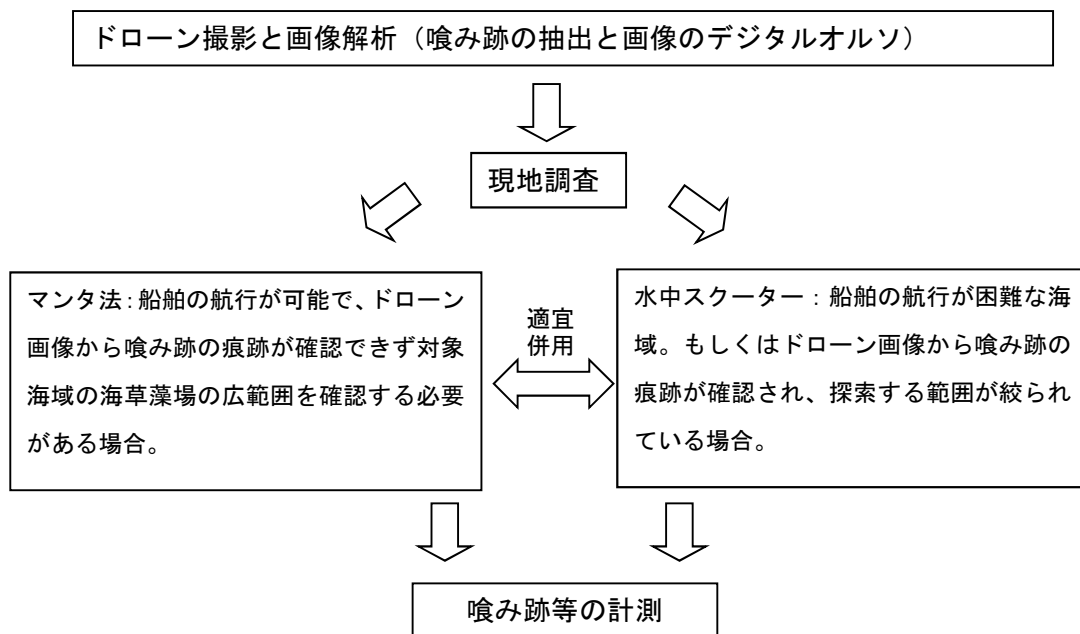 ドローン撮影と画像解析（喰み跡の抽出と画像のデジタルオルソ）
現地調査
マンタ法：船舶の航行が可能で、ドローン
画像から喰み跡の痕跡が確認できず対象
海域の海草藻場の広範囲を確認する必要
がある場合。
適宜
併用
水中スクーター：船舶の航行が困難な海
域。もしくはドローン画像から喰み跡の
痕跡が確認され、探索する範囲が絞られ
ている場合。
喰み跡等の計測